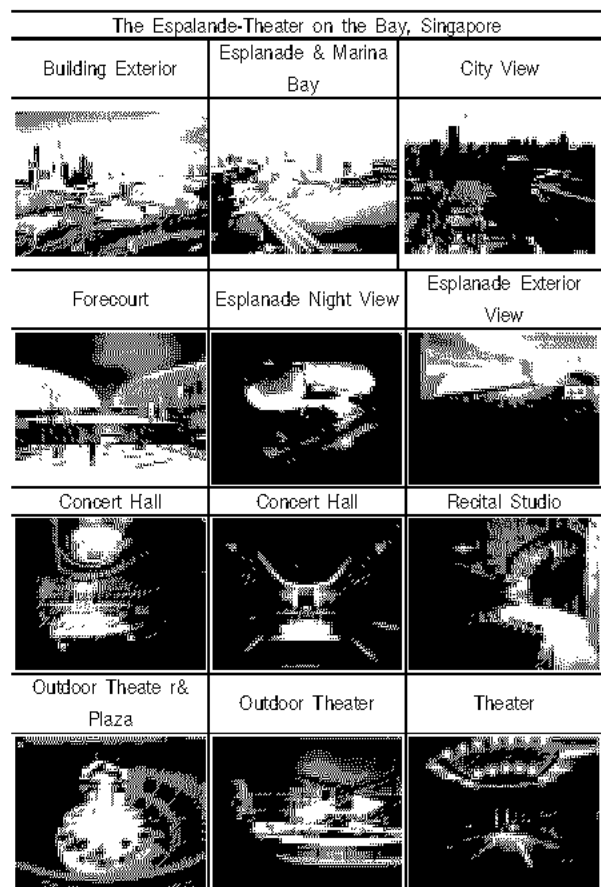 The Espalande-Theater on the Bay, Singapore
Building Exterior
Esplanade & Marina
Bay
City View
Forecourt
Esplanade Night View
Esplanade Exterior
View
Concert Hall
Concert Hall
Recital Studio
Outdoor Theate r&
Plaza
Outdoor Theater
Theater